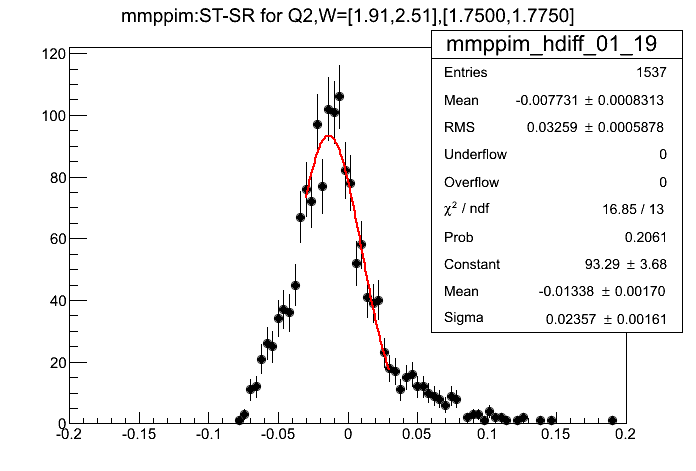 mmppim:ST-SR for Q2,W=[1.91,2.51],[1.7500,1.7750]
mmppim_hdiff_01_19
Entries 1537
Mean -0.007731 ± 0.0008313
RMS 0.03259 ± 0.0005878
Underflow 0
Overflow 0
χ² / ndf 16.85 / 13
Prob 0.2061
Constant 93.29 ± 3.68
Mean -0.01338 ± 0.00170
Sigma 0.02357 ± 0.00161
120
100
80
60
40
20
0
-0.2 -0.15 -0.1 -0.05 0 0.05 0.1 0.15 0.2